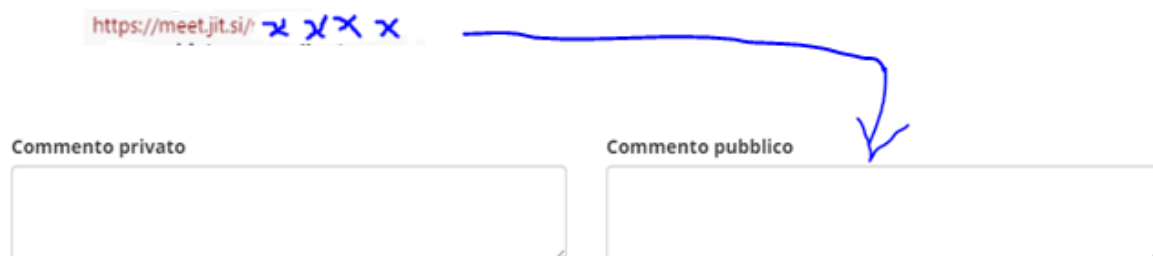 https://meet.jit.si/ x x x x
Commento privato
Commento pubblico